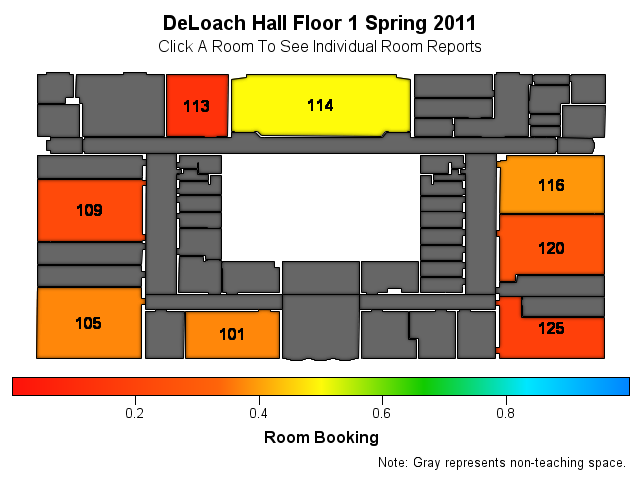 DeLoach Hall Floor 1 Spring 2011
Click A Room To See Individual Room Reports
113
114
116
109
120
105
101
125
0.2 0.4 0.6 0.8
Room Booking
Note: Gray represents non-teaching space.